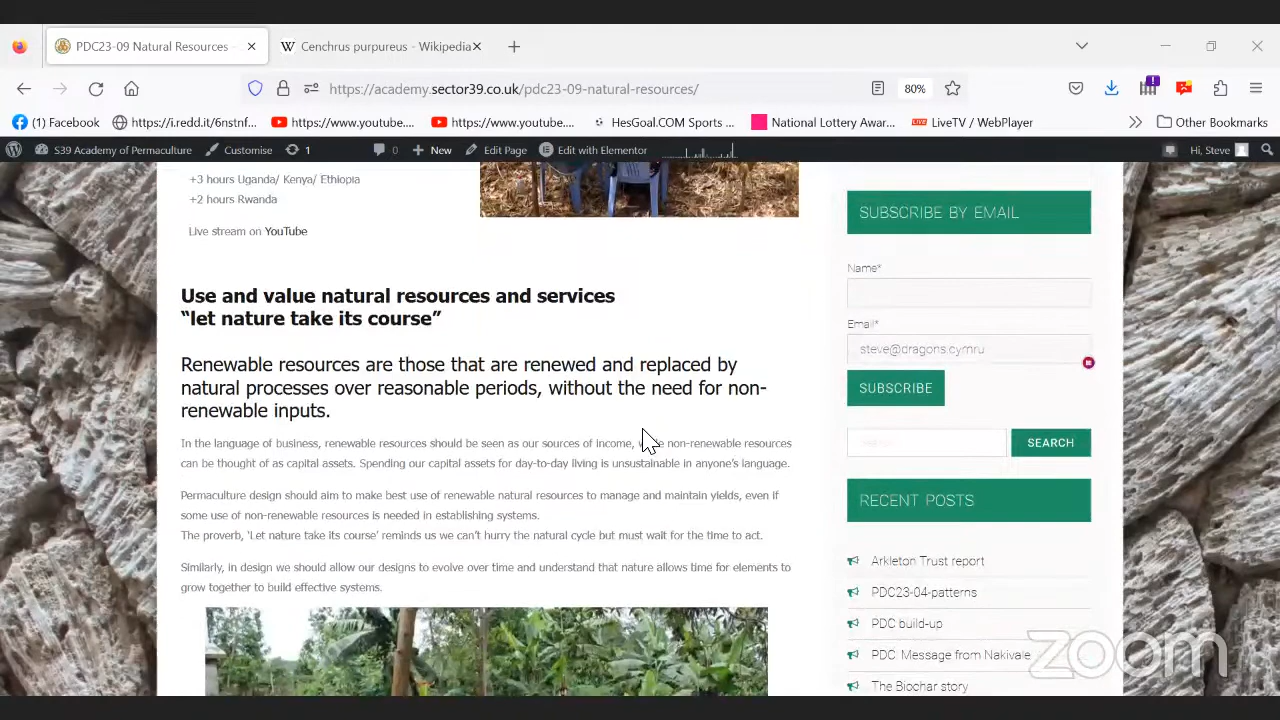 PDC23-09 Natural Resources
Cenchrus purpureus - Wikipedia
https://academy.sector39.co.uk/pdc23-09-natural-resources/
80%
(1) Facebook
https://i.redd.it/6nstnf...
https://www.youtube....
https://www.youtube....
HesGoal.COM Sports ...
National Lottery Awar...
LIVE LiveTV / WebPlayer
Other Bookmarks
S39 Academy of Permaculture
Customise
1
0
New
Edit Page
Edit with Elementor
Hi, Steve
+3 hours Uganda/ Kenya/ Ethiopia
+2 hours Rwanda
Live stream on YouTube
Use and value natural resources and services
“let nature take its course”
Renewable resources are those that are renewed and replaced by
natural processes over reasonable periods, without the need for non-
renewable inputs.
In the language of business, renewable resources should be seen as our sources of income, non-renewable resources
can be thought of as capital assets. Spending our capital assets for day-to-day living is unsustainable in anyone’s language.
Permaculture design should aim to make best use of renewable natural resources to manage and maintain yields, even if
some use of non-renewable resources is needed in establishing systems.
The proverb, ‘Let nature take its course’ reminds us we can’t hurry the natural cycle but must wait for the time to act.
Similarly, in design we should allow our designs to evolve over time and understand that nature allows time for elements to
grow together to build effective systems.
SUBSCRIBE BY EMAIL
Name*
Email*
steve@dragons.cymru
SUBSCRIBE
SEARCH
RECENT POSTS
Arkleton Trust report
PDC23-04-patterns
PDC build-up
PDC: Message from Nakivale
The Biochar story
zoom